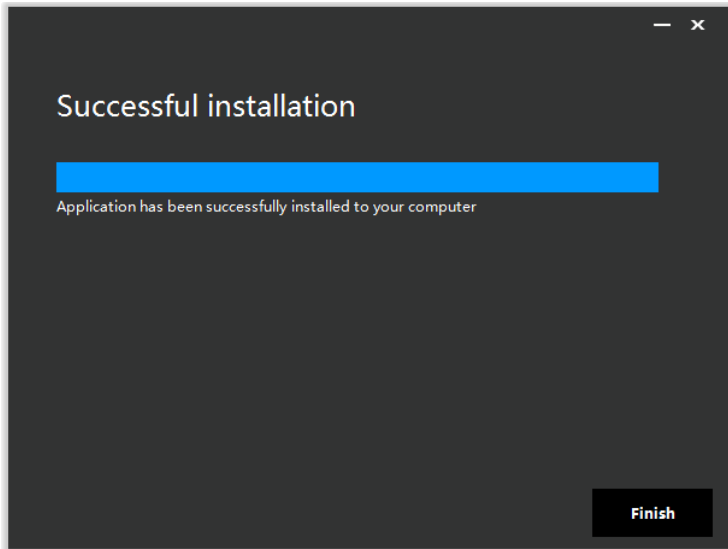 Successful installation
Application has been successfully installed to your computer
Finish